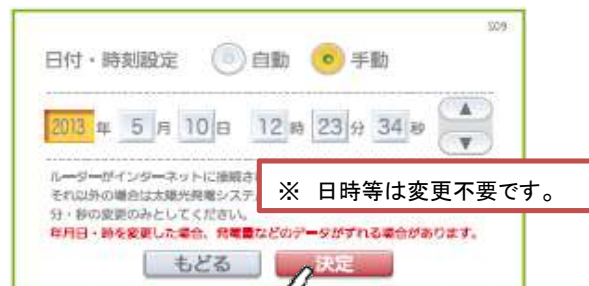 S09
日付・時刻設定 自動 手動
2013 年 5 月 10 日 12 時 23 分 34 秒
ルーターがインターネットに接続さ
それ以外の場合は太陽光発電システ
分・秒の変更のみとしてください。
年月日・時を変更した場合、発電量などのデータがずれる場合があります。
※ 日時等は変更不要です。
もどる 決定